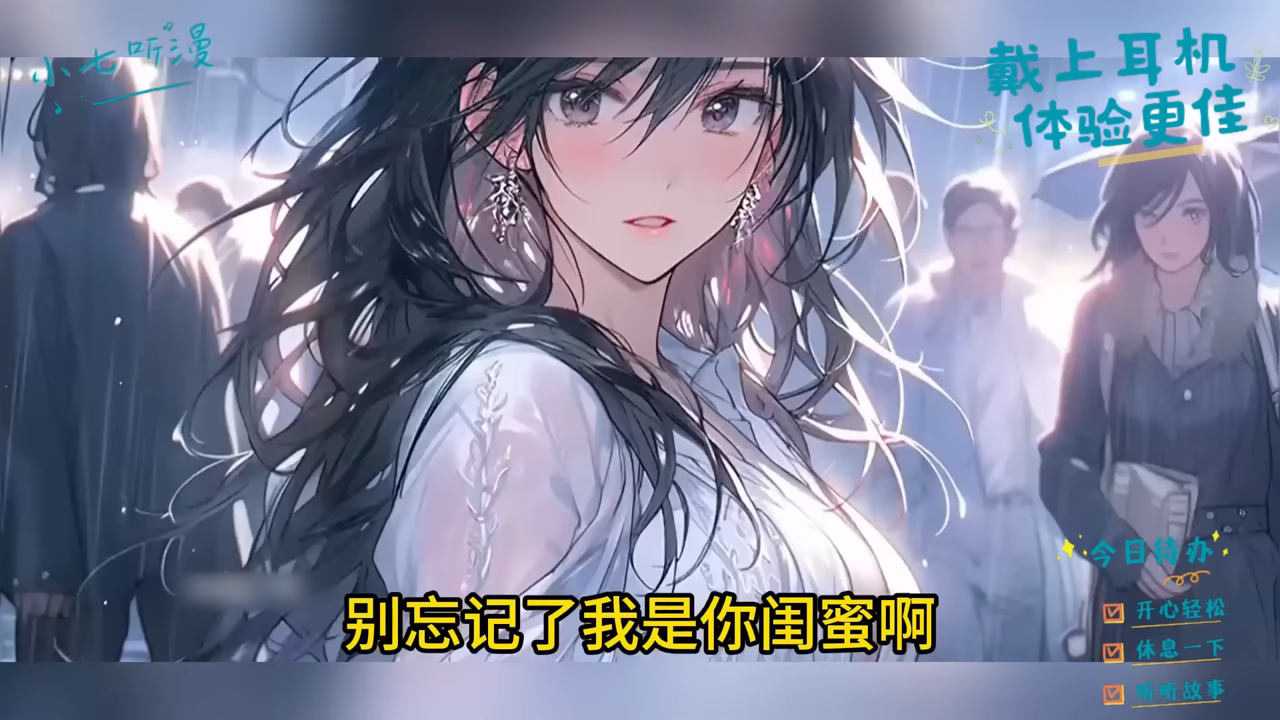 小七听漫
戴上耳机
体验更佳
今日待办
开心轻松
休息一下
听听故事
别忘记了我是你闺蜜啊